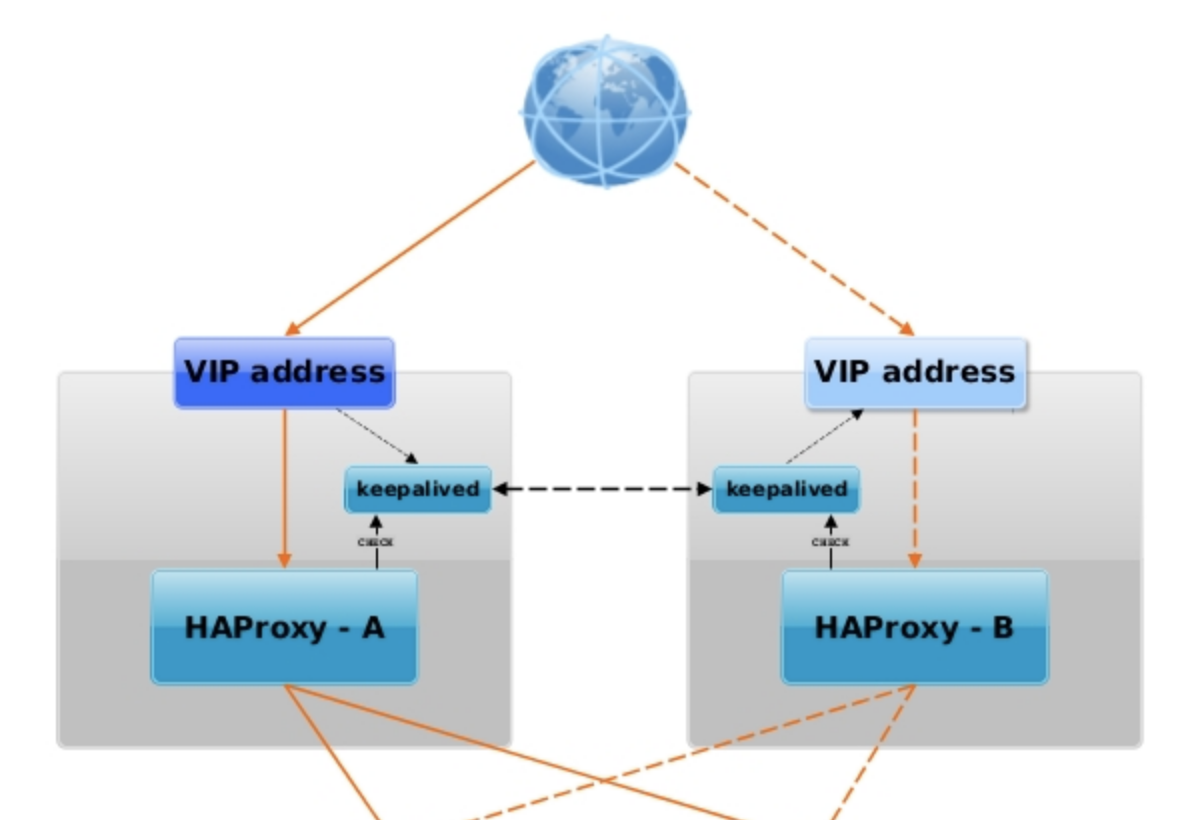 VIP address
VIP address
keepalived
keepalived
CHECK
CHECK
HAProxy - A
HAProxy - B